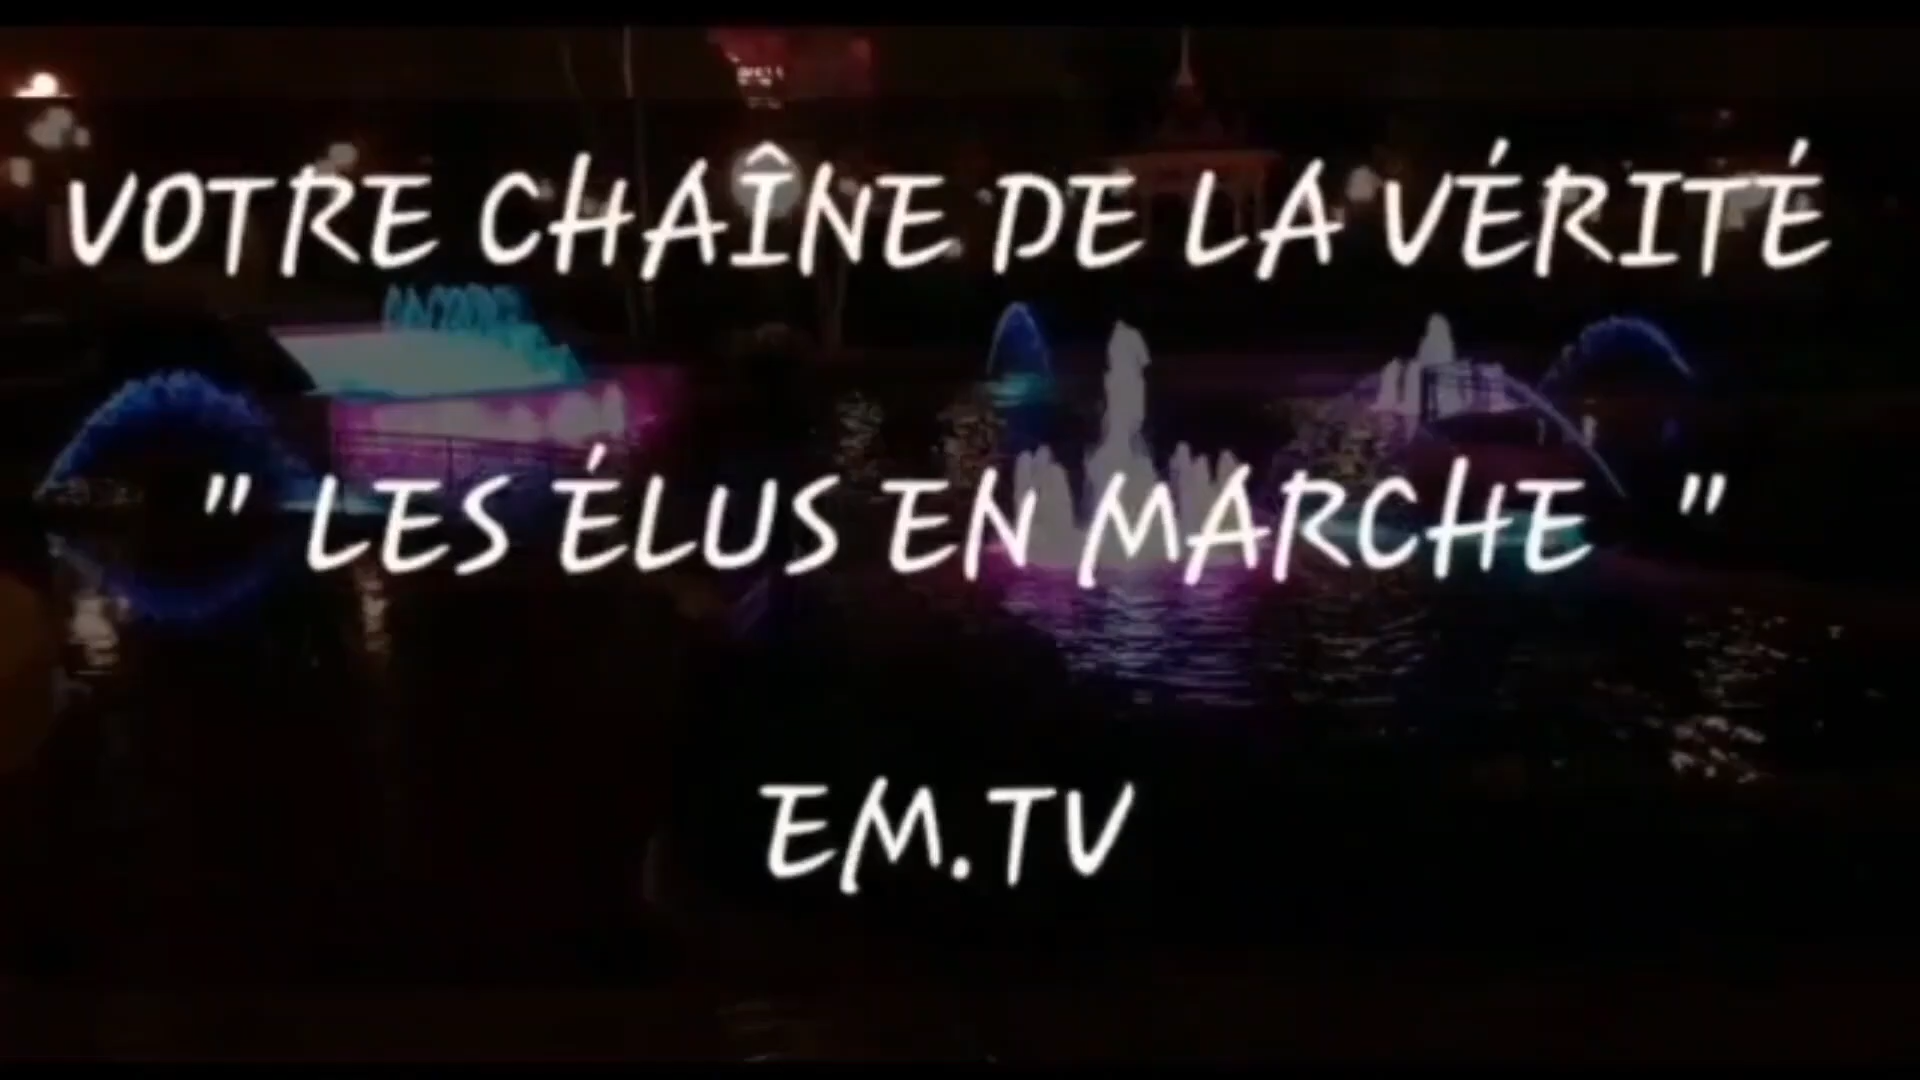 VOTRE CHAÎNE DE LA VÉRITÉ
" LES ÉLUS EN MARCHE "
EM.TV